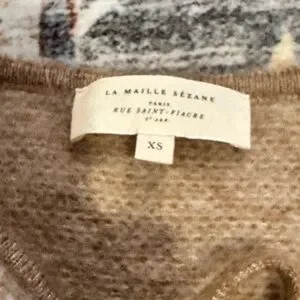 LA MAILLE SÉZANE
PARIS
RUE SAINT-FIACRE
2e ARR.
XS